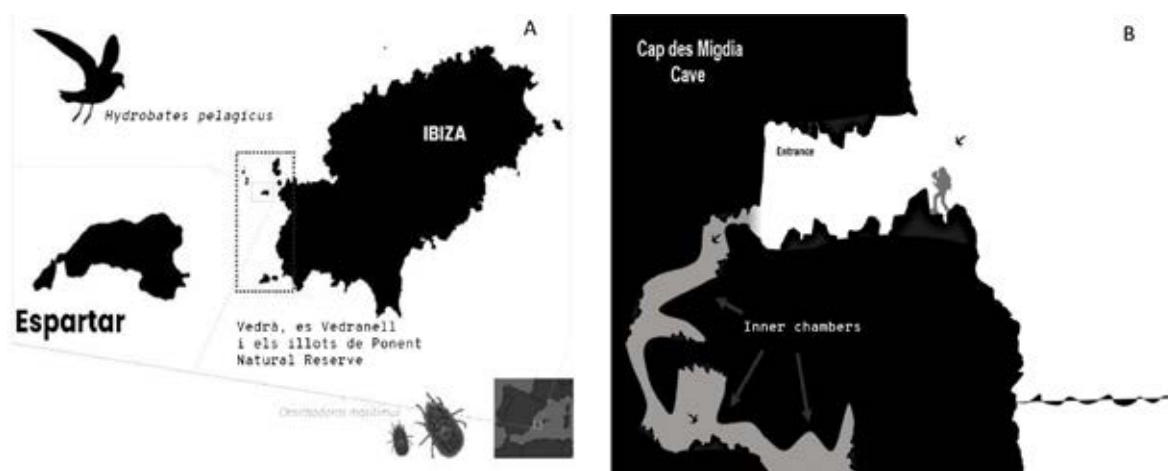 A
Hydrobates pelagicus
IBIZA
Espartar
Vedrà, es Vedranell
i els illots de Ponent
Natural Reserve
Ornithodoros maritimus
B
Cap des Migdia
Cave
Entrance
Inner chambers